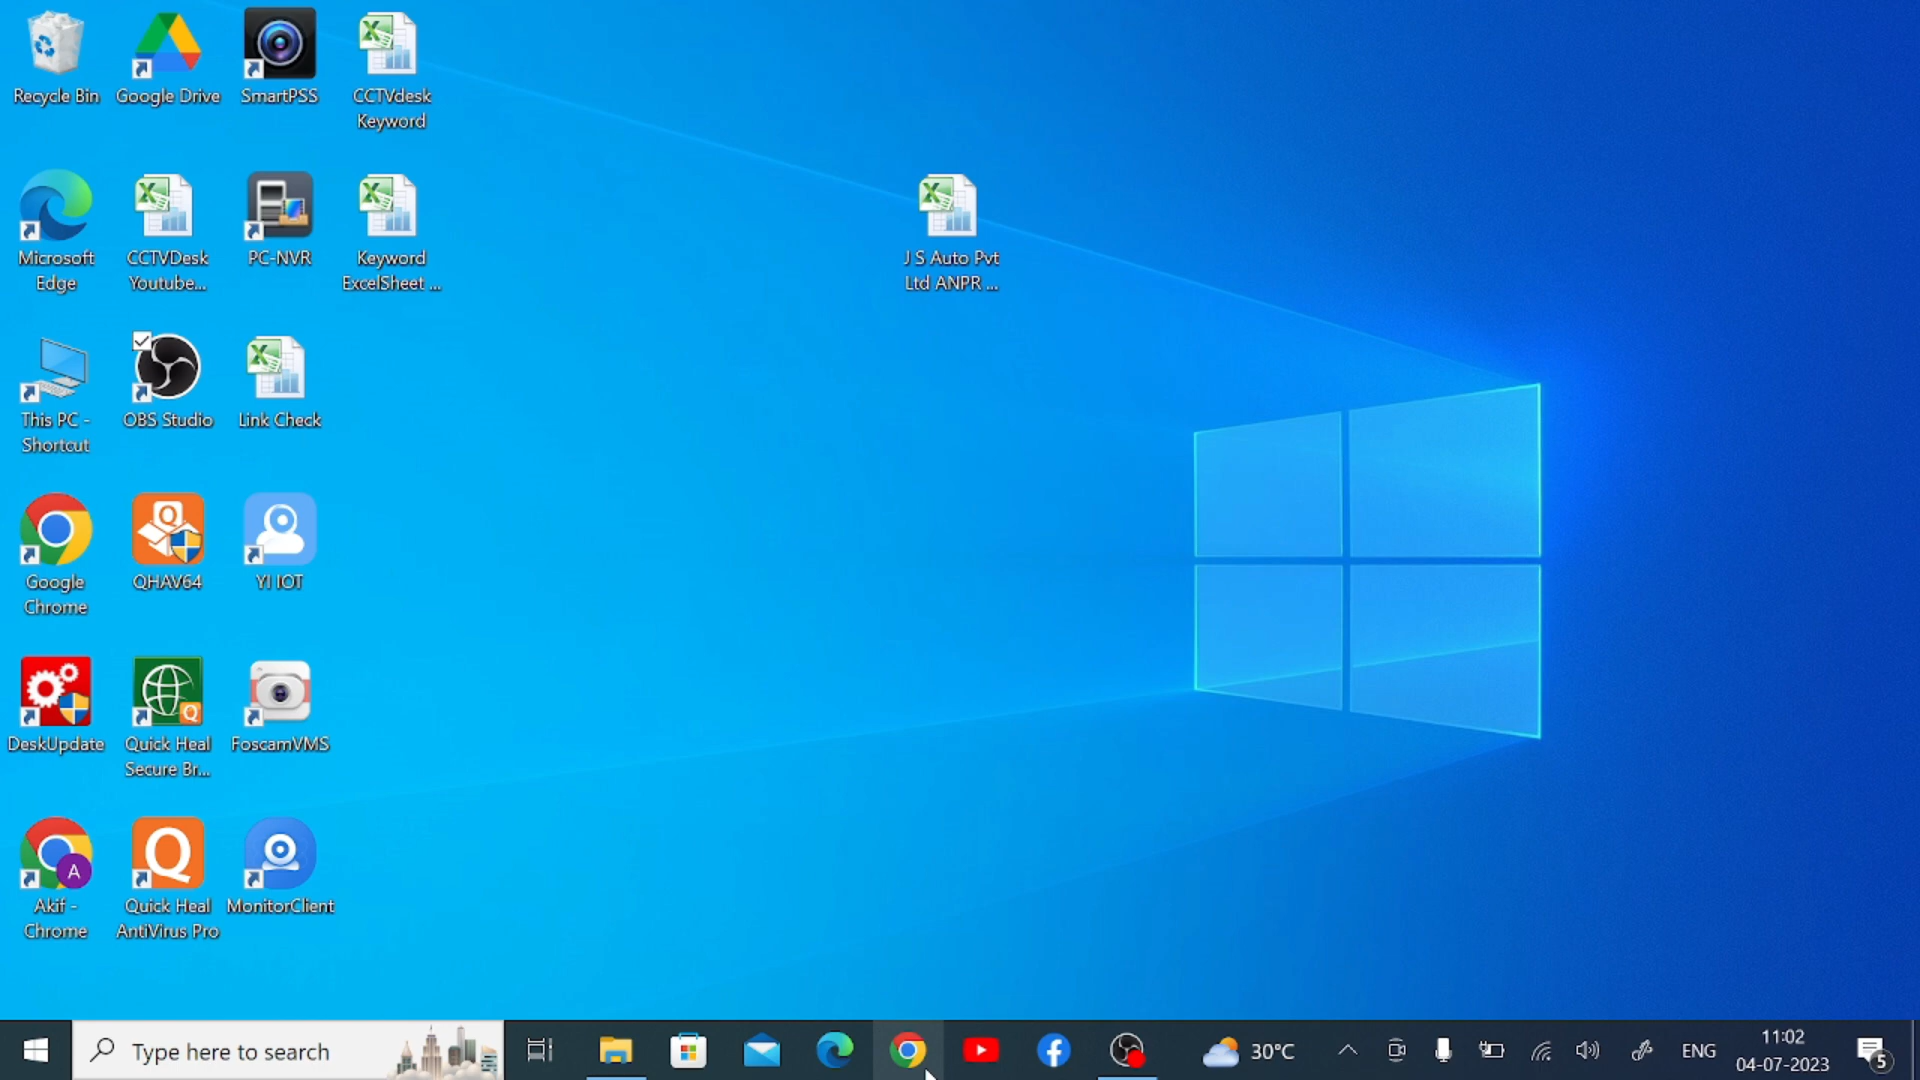 Recycle Bin
Google Drive
SmartPSS
CCTVdesk
Keyword
Microsoft
Edge
CCTVDesk
Youtube...
PC-NVR
Keyword
ExcelSheet ...
J S Auto Pvt
Ltd ANPR ...
This PC -
Shortcut
OBS Studio
Link Check
Google
Chrome
QHAV64
YI IOT
DeskUpdate
Quick Heal
Secure Br...
FoscamVMS
A
Akif -
Chrome
Quick Heal
AntiVirus Pro
MonitorClient
Type here to search
30°C
ENG
11:02
04-07-2023
5